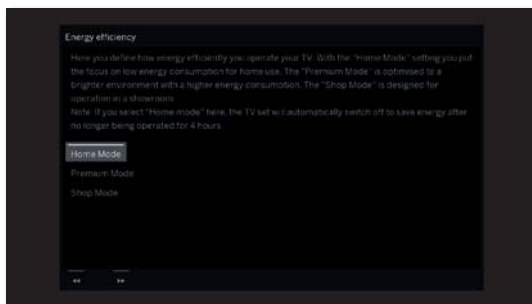 Energy efficiency
Here you define how energy efficiently you operate your TV. With the "Home Mode" setting you put
the focus on low energy consumption for home use. The "Premium Mode" is optimised to a
brighter environment with a higher energy consumption. The "Shop Mode" is designed for
operation in a showroom.
Note: If you select "Home mode" here, the TV set will automatically switch off to save energy after
no longer being operated for 4 hours.
Home Mode
Premium Mode
Shop Mode